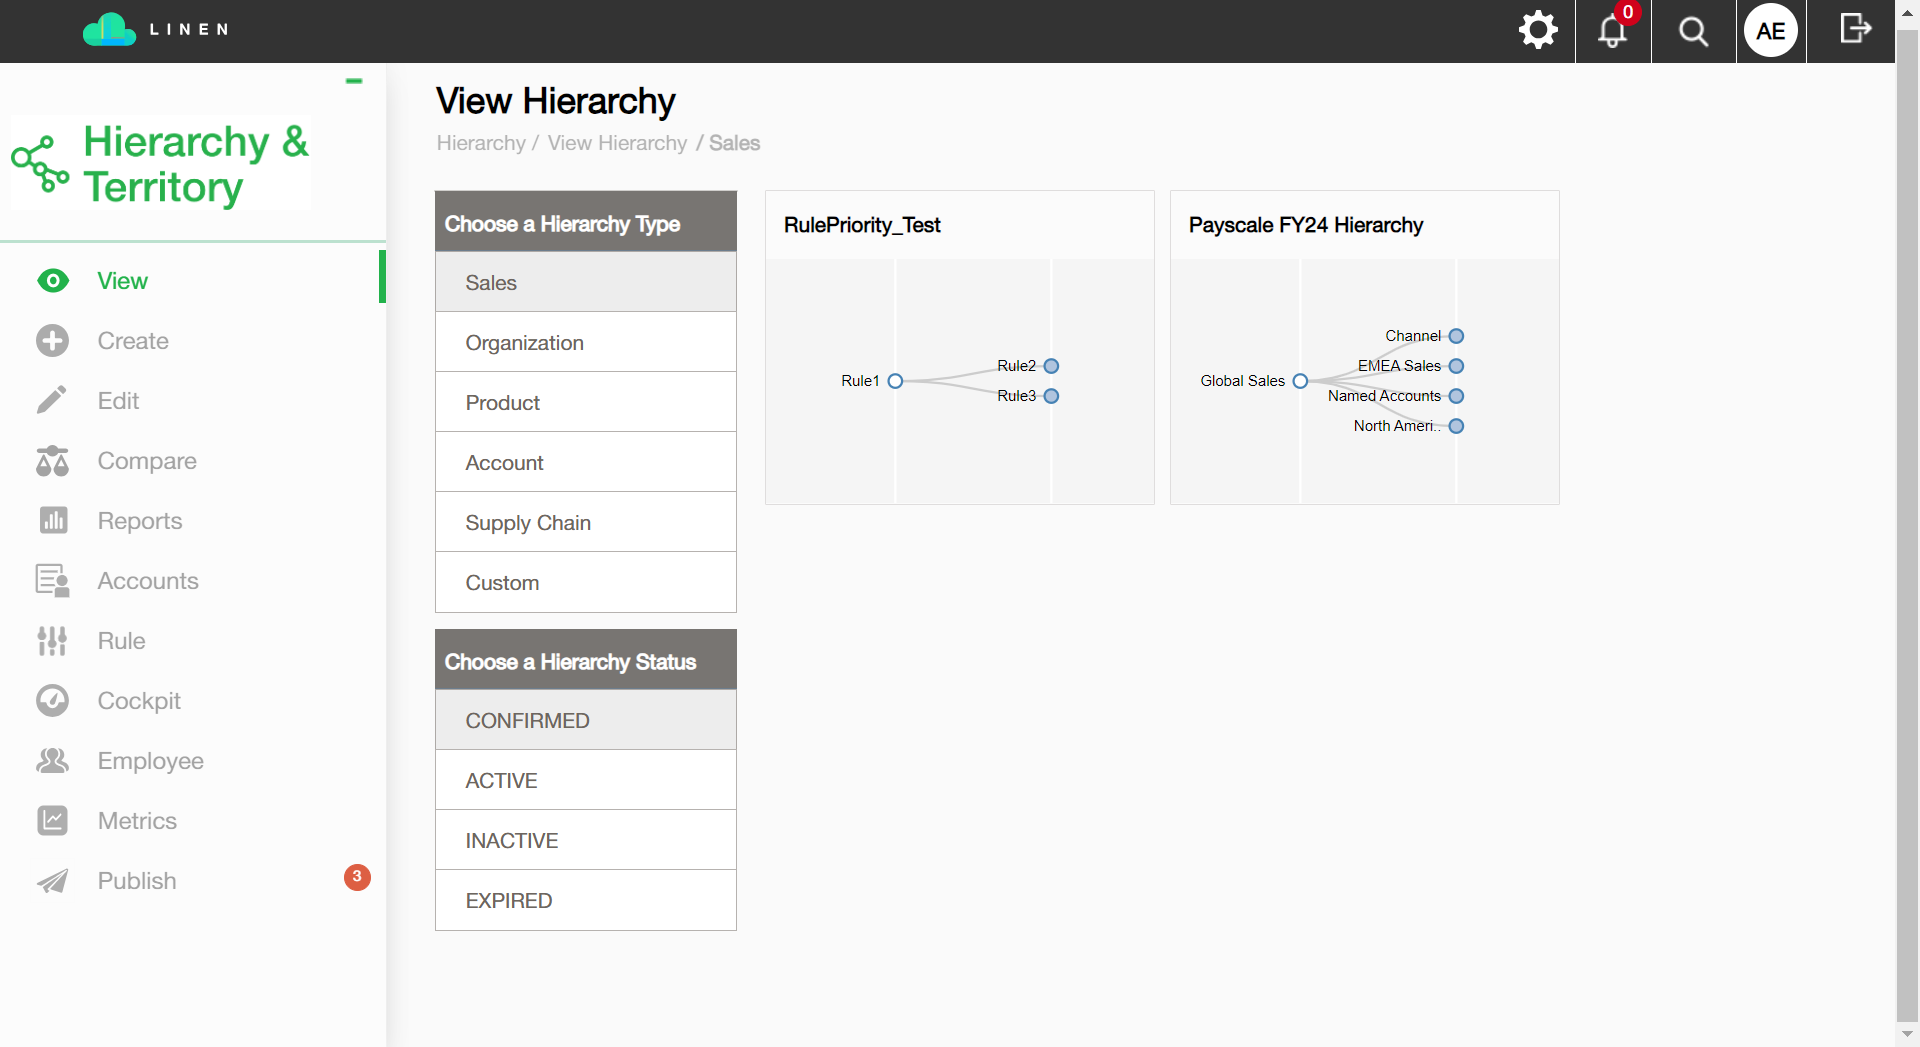 LINEN
0
AE
Hierarchy &
Territory
View
Create
Edit
Compare
Reports
Accounts
Rule
Cockpit
Employee
Metrics
Publish
3
View Hierarchy
Hierarchy / View Hierarchy / Sales
Choose a Hierarchy Type
Sales
Organization
Product
Account
Supply Chain
Custom
Choose a Hierarchy Status
CONFIRMED
ACTIVE
INACTIVE
EXPIRED
RulePriority_Test
Rule1
Rule2
Rule3
Payscale FY24 Hierarchy
Global Sales
Channel
EMEA Sales
Named Accounts
North Ameri..